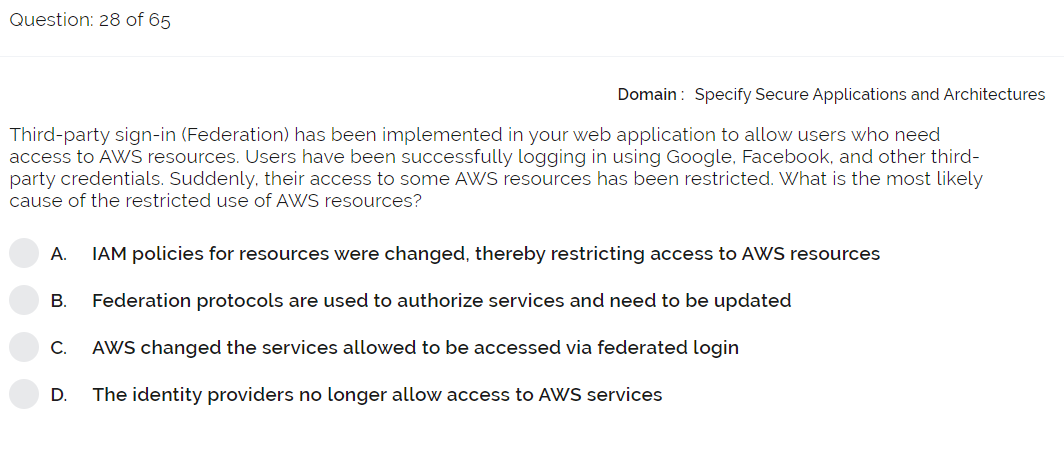 Question: 28 of 65
Domain : Specify Secure Applications and Architectures
Third-party sign-in (Federation) has been implemented in your web application to allow users who need
access to AWS resources. Users have been successfully logging in using Google, Facebook, and other third-
party credentials. Suddenly, their access to some AWS resources has been restricted. What is the most likely
cause of the restricted use of AWS resources?
A. IAM policies for resources were changed, thereby restricting access to AWS resources
B. Federation protocols are used to authorize services and need to be updated
C. AWS changed the services allowed to be accessed via federated login
D. The identity providers no longer allow access to AWS services